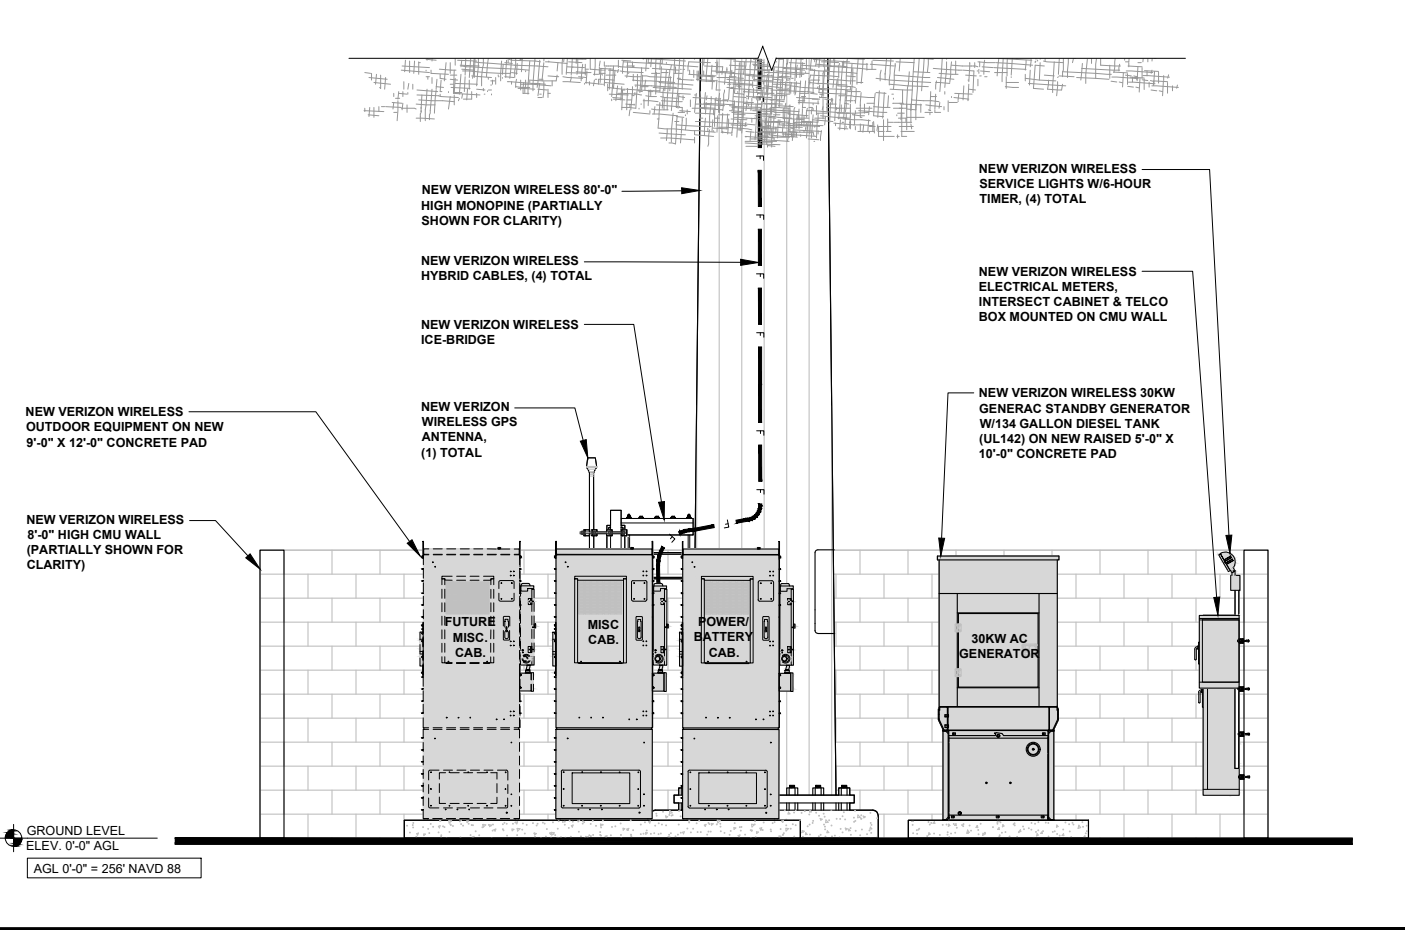 NEW VERIZON WIRELESS 80'-0"
HIGH MONOPINE (PARTIALLY
SHOWN FOR CLARITY)
NEW VERIZON WIRELESS
HYBRID CABLES, (4) TOTAL
NEW VERIZON WIRELESS
ICE-BRIDGE
NEW VERIZON
WIRELESS GPS
ANTENNA,
(1) TOTAL
NEW VERIZON WIRELESS
OUTDOOR EQUIPMENT ON NEW
9'-0" X 12'-0" CONCRETE PAD
NEW VERIZON WIRELESS
8'-0" HIGH CMU WALL
(PARTIALLY SHOWN FOR
CLARITY)
NEW VERIZON WIRELESS
SERVICE LIGHTS W/6-HOUR
TIMER, (4) TOTAL
NEW VERIZON WIRELESS
ELECTRICAL METERS,
INTERSECT CABINET & TELCO
BOX MOUNTED ON CMU WALL
NEW VERIZON WIRELESS 30KW
GENERAC STANDBY GENERATOR
W/134 GALLON DIESEL TANK
(UL142) ON NEW RAISED 5'-0" X
10'-0" CONCRETE PAD
FUTURE
MISC.
CAB.
MISC
CAB.
POWER/
BATTERY
CAB.
30KW AC
GENERATOR
GROUND LEVEL
ELEV. 0'-0" AGL
AGL 0'-0" = 256' NAVD 88